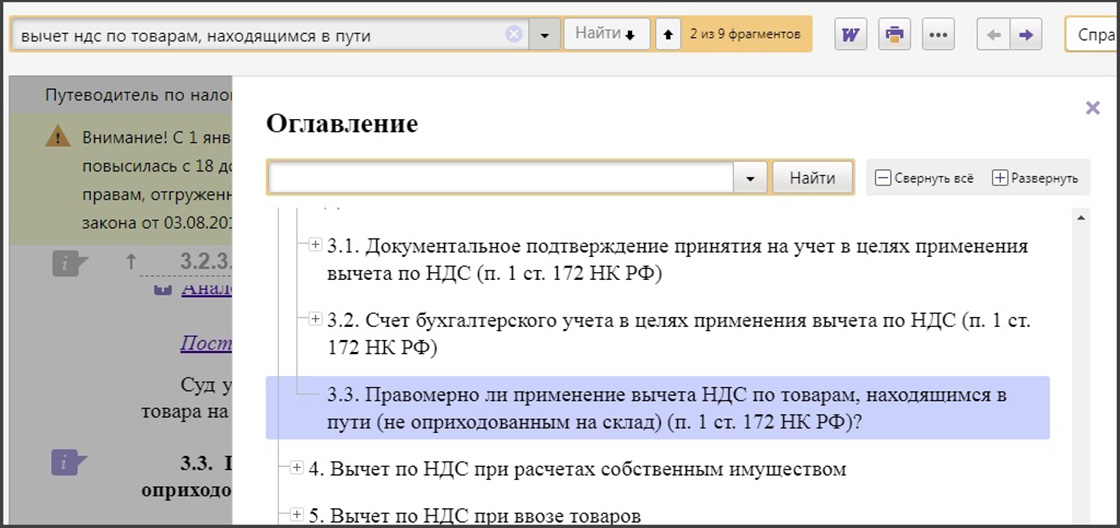 вычет ндс по товарам, находящимся в пути
Найти
2 из 9 фрагментов
W
Спра
Путеводитель по нало
Внимание! С 1 янв
повысилась с 18 до
правам, отгруженн
закона от 03.08.201
3.2.3.
Анало
Пост
Суд у
товара на
3.3.
оприходо
Оглавление
Найти
Свернуть всё
Развернуть
3.1. Документальное подтверждение принятия на учет в целях применения
вычета по НДС (п. 1 ст. 172 НК РФ)
3.2. Счет бухгалтерского учета в целях применения вычета по НДС (п. 1 ст.
172 НК РФ)
3.3. Правомерно ли применение вычета НДС по товарам, находящимся в
пути (не оприходованным на склад) (п. 1 ст. 172 НК РФ)?
4. Вычет по НДС при расчетах собственным имуществом
5. Вычет по НДС при ввозе товаров